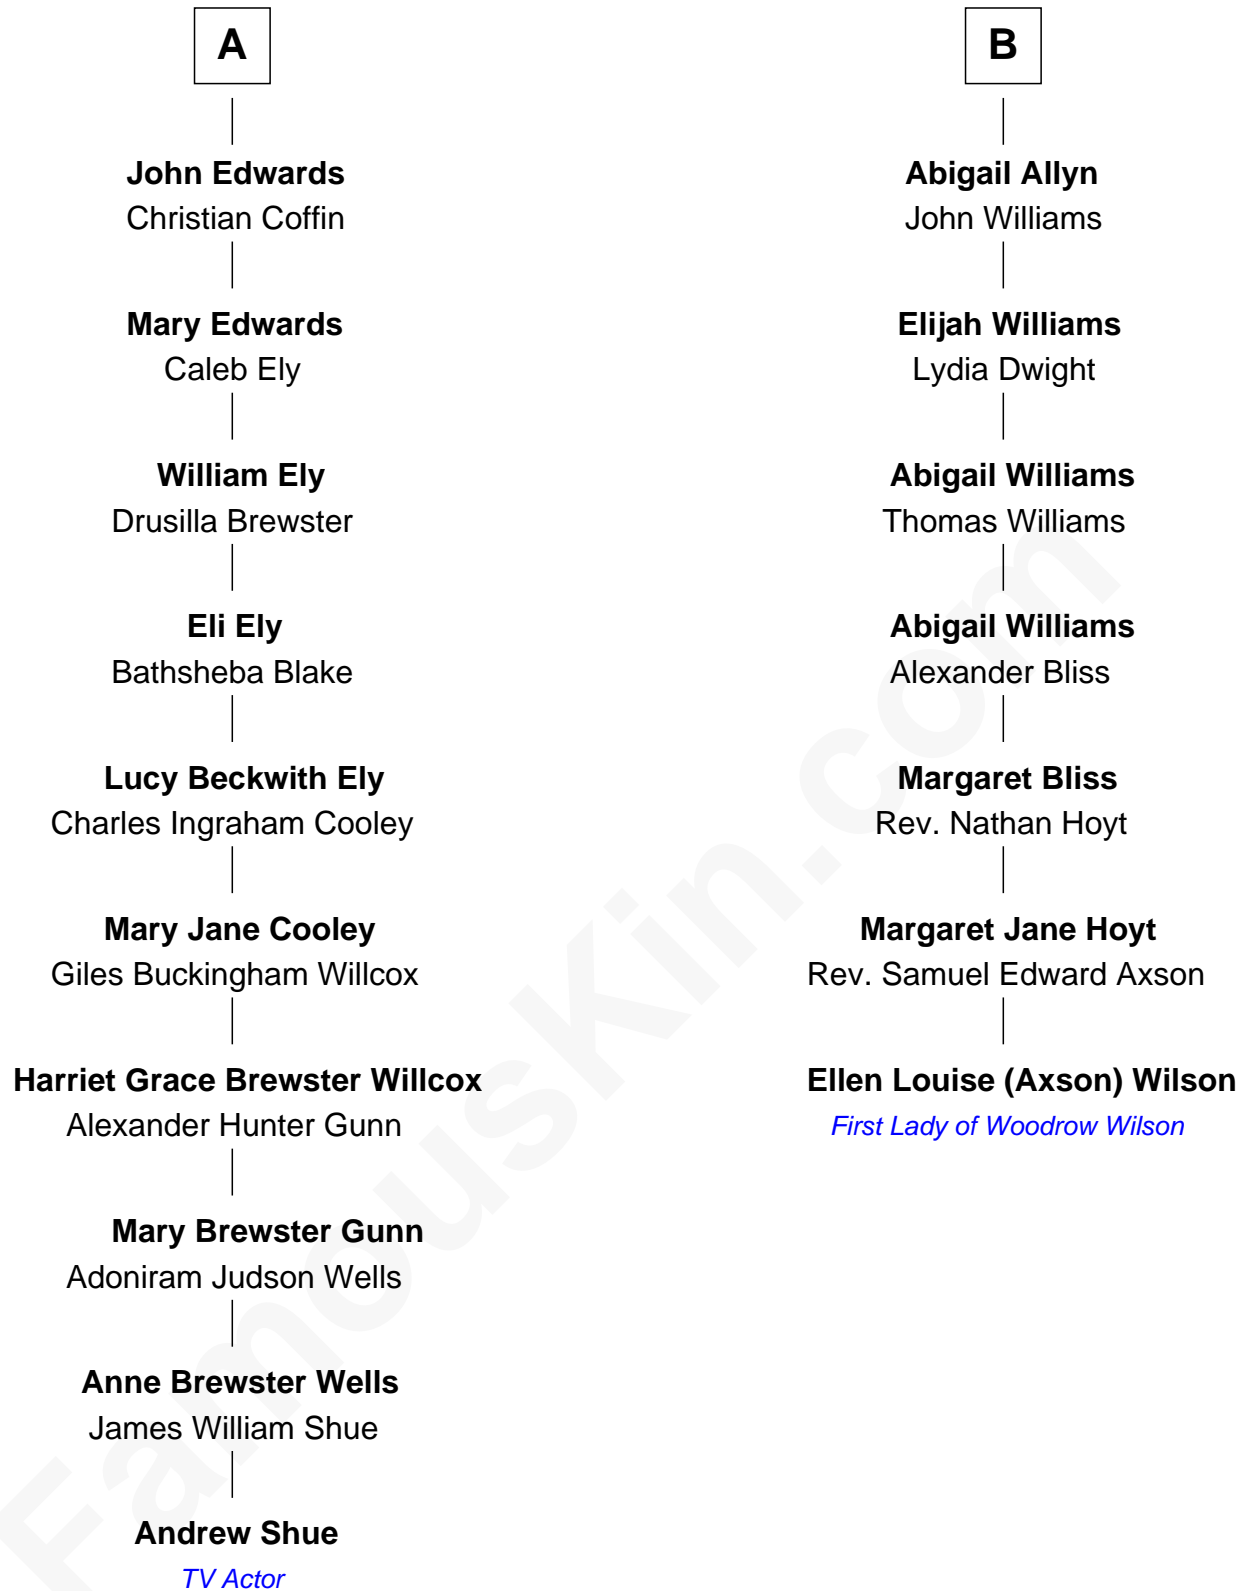 A
John Edwards
Christian Coffin
Mary Edwards
Caleb Ely
William Ely
Drusilla Brewster
Eli Ely
Bathsheba Blake
Lucy Beckwith Ely
Charles Ingraham Cooley
Mary Jane Cooley
Giles Buckingham Willcox
Harriet Grace Brewster Willcox
Alexander Hunter Gunn
Mary Brewster Gunn
Adoniram Judson Wells
Anne Brewster Wells
James William Shue
Andrew Shue
TV Actor
B
Abigail Allyn
John Williams
Elijah Williams
Lydia Dwight
Abigail Williams
Thomas Williams
Abigail Williams
Alexander Bliss
Margaret Bliss
Rev. Nathan Hoyt
Margaret Jane Hoyt
Rev. Samuel Edward Axson
Ellen Louise (Axson) Wilson
First Lady of Woodrow Wilson
FamousKin.com